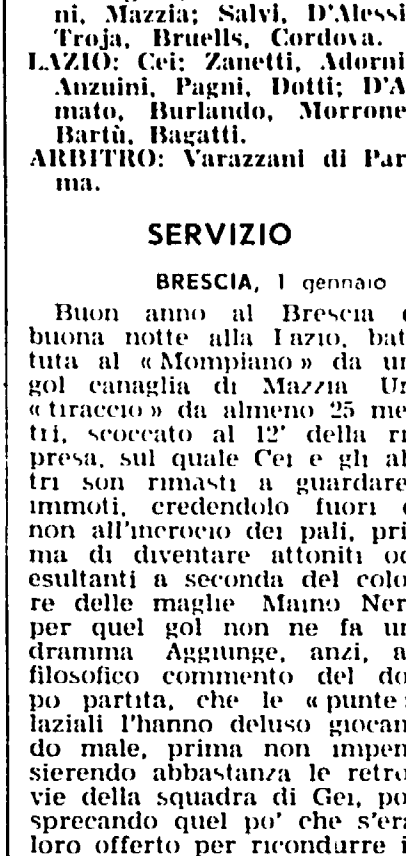 ni, Mazzia; Salvi, D'Alessi
Troja, Bruells, Cordova.
LAZIO: Cei; Zanetti, Adorni
Anzuini, Pagni, Dotti; D'A
mato, Burlando, Morrone
Bartù, Bagatti.
ARBITRO: Varazzani di Par
ma.
SERVIZIO
BRESCIA, 1 gennaio
Buon anno al Brescia e
buona notte alla Lazio, bat
tuta al «Mompiano» da un
gol canaglia di Mazzia Un
«tiraccio» da almeno 25 me
tri, scoccato al 12' della ri
presa, sul quale Cei e gli al
tri son rimasti a guardare
immoti, credendolo fuori e
non all'incrocio dei pali, pri
ma di diventare attoniti od
esultanti a seconda del colo
re delle maglie Maino Neri
per quel gol non ne fa un
dramma Aggiunge, anzi, a
filosofico commento del do
po partita, che le «punte»
laziali l'hanno deluso giocan
do male, prima non impen
sierendo abbastanza le retro
vie della squadra di Gei, poi
sprecando quel po' che s'era
loro offerto per ricondurre i